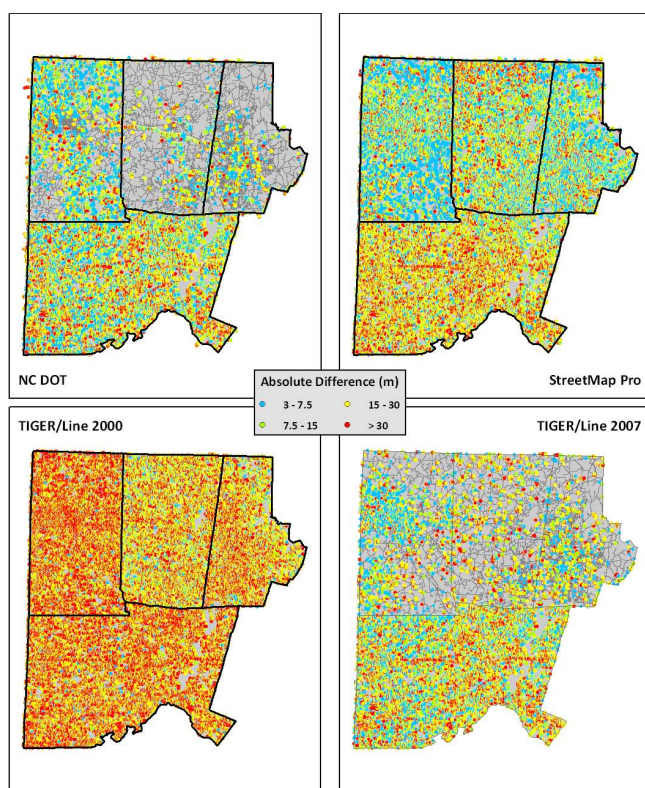 NC DOT
StreetMap Pro
Absolute Difference (m)
3 - 7.5
15 - 30
7.5 - 15
> 30
TIGER/Line 2000
TIGER/Line 2007